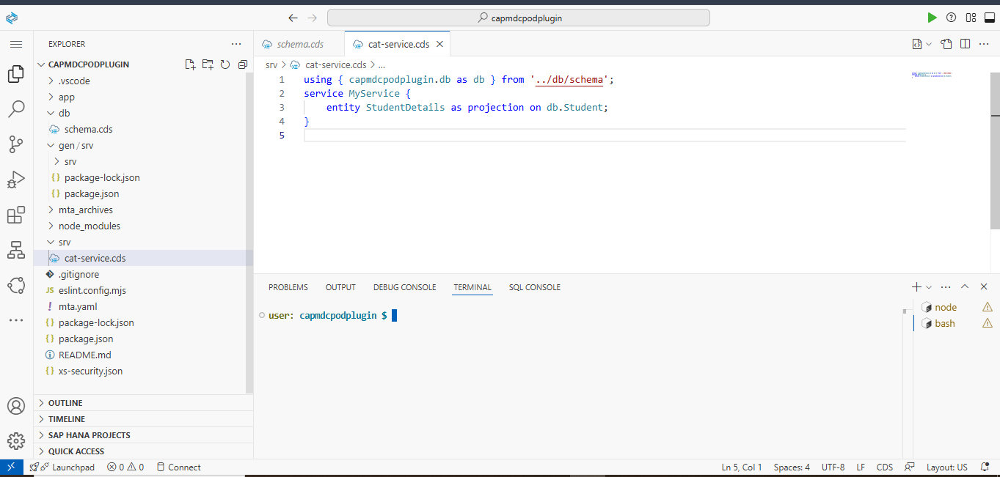 capmdcpodplugin
EXPLORER
CAPMDCPODPLUGIN
.vscode
app
db
schema.cds
gen / srv
srv
{} package-lock.json
{} package.json
mta_archives
node_modules
srv
cat-service.cds
.gitignore
JS eslint.config.mjs
! mta.yaml
{} package-lock.json
{} package.json
README.md
{} xs-security.json
OUTLINE
TIMELINE
SAP HANA PROJECTS
QUICK ACCESS
schema.cds
cat-service.cds
srv > cat-service.cds > ...
1 using { capmdcpodplugin.db as db } from '../db/schema';
2 service MyService {
3 entity StudentDetails as projection on db.Student;
4 }
5
PROBLEMS OUTPUT DEBUG CONSOLE TERMINAL SQL CONSOLE
user: capmdcpodplugin $
node
bash
Launchpad 0 0 Connect Ln 5, Col 1 Spaces: 4 UTF-8 LF CDS Layout: US